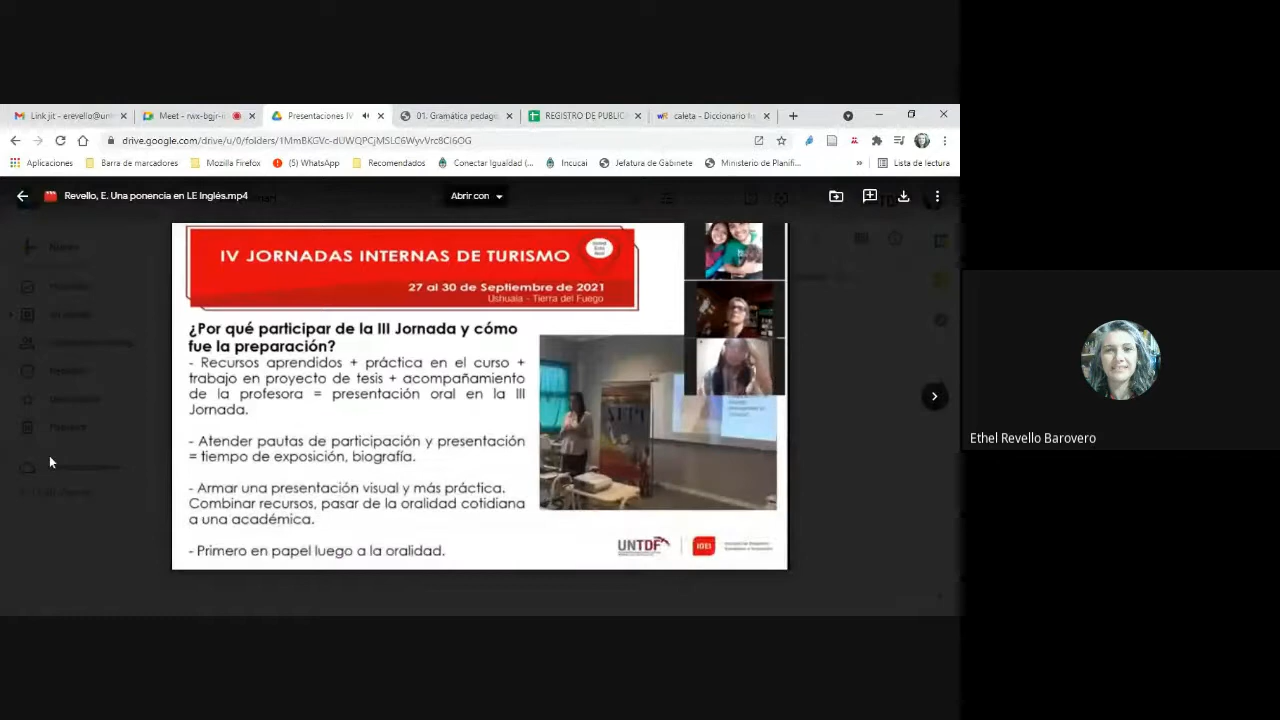 Link jit - erevello@un
Meet - rwx-bgjr-
Presentaciones IV
01. Gramática pedag
REGISTRO DE PUBLIC
caleta - Diccionario
drive.google.com/drive/u/0/folders/1MmBKGVc-dUWQPCjMSLC6WyvVrc8Cl6OG
Aplicaciones
Barra de marcadores
Mozilla Firefox
(5) WhatsApp
Recomendados
Conectar Igualdad (...
Incucai
Jefatura de Gabinete
Ministerio de Planifi...
»
Lista de lectura
Revello, E. Una ponencia en LE Inglés.mp4
Abrir con
IV JORNADAS INTERNAS DE TURISMO
27 al 30 de Septiembre de 2021
Ushuaia - Tierra del Fuego
¿Por qué participar de la III Jornada y cómo
fue la preparación?
- Recursos aprendidos + práctica en el curso +
trabajo en proyecto de tesis + acompañamiento
de la profesora = presentación oral en la III
Jornada.
- Atender pautas de participación y presentación
= tiempo de exposición, biografía.
- Armar una presentación visual y más práctica.
Combinar recursos, pasar de la oralidad cotidiana
a una académica.
- Primero en papel luego a la oralidad.
UNTDF
IDEI
Ethel Revello Barovero